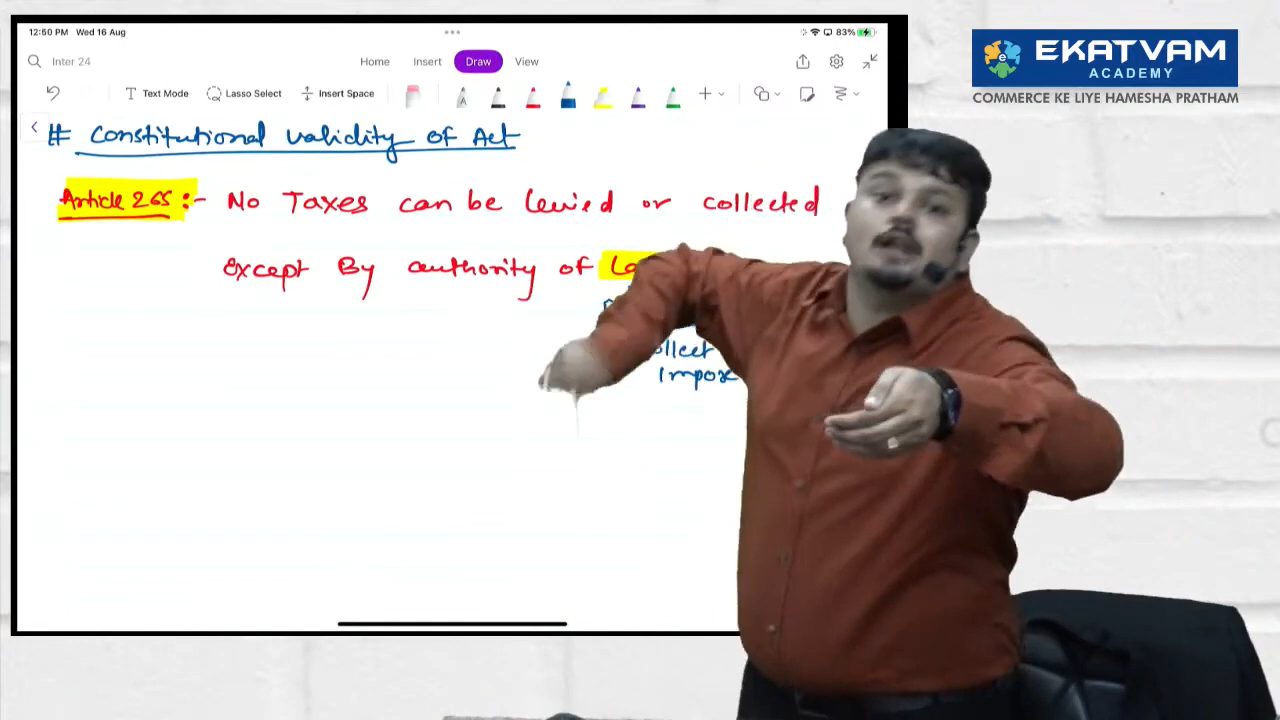 12:50 PM Wed 16 Aug
83%
Inter 24
Home Insert Draw View
Text Mode Lasso Select Insert Space
# Constitutional validity of Act
Article 265 :- No Taxes can be levied or collected
Except By authority of
EKATVAM
ACADEMY
COMMERCE KE LIYE HAMESHA PRATHAM